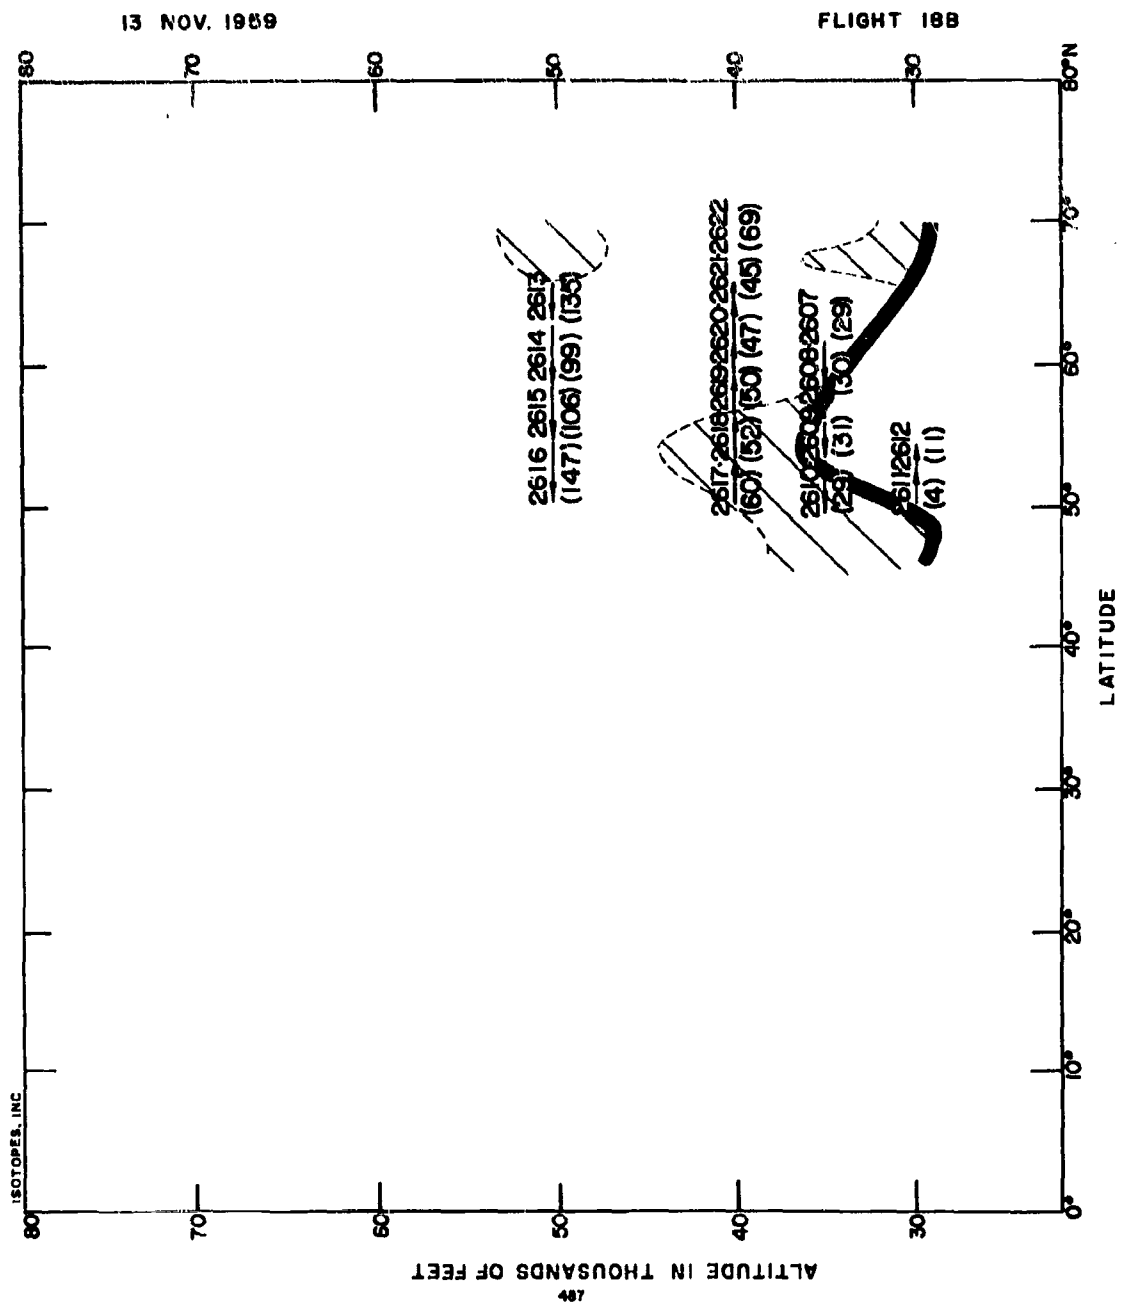 13 NOV. 1959
FLIGHT 18B
ISOTOPES, INC
80
70
60
50
40
30
80
70
60
50
40
30
ALTITUDE IN THOUSANDS OF FEET
2616 2615 2614 2613
(147) (106) (99) (135)
2617-2618-2619-2620-2621-2622
(60) (52) (50) (47) (45) (69)
2610-2609-2608-2607
(29) (31) (30) (29)
2611-2612
(4) (11)
0°
10°
20°
30°
40°
50°
60°
70°
80°N
LATITUDE
487